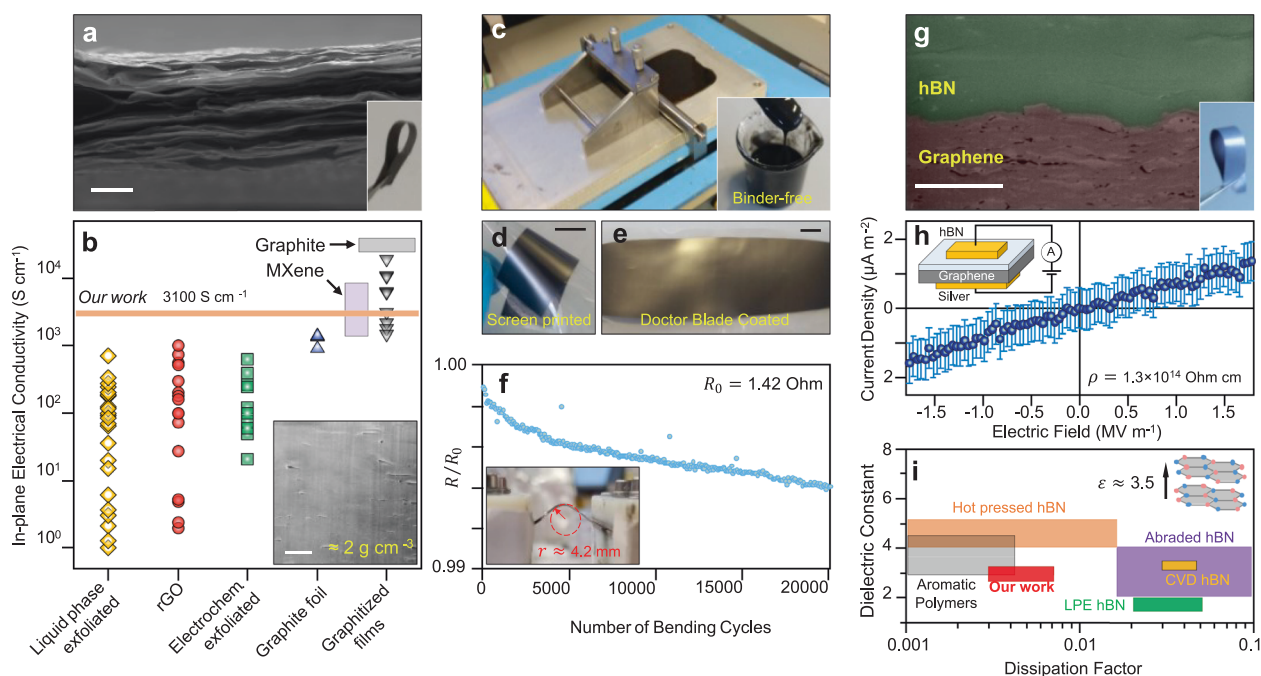 a
b
In-plane Electrical Conductivity (S cm⁻¹)
10⁴
10³
10²
10¹
10⁰
Graphite
MXene
Our work 3100 S cm ⁻¹
≈ 2 g cm⁻³
Liquid phase
exfoliated
rGO
Electrochem
exfoliated
Graphite foil
Graphitized
films
c
Binder-free
d
Screen printed
e
Doctor Blade Coated
f
1.00
R₀ = 1.42 Ohm
R/R₀
r ≈ 4.2 mm
0.99
0
5000
10000
15000
20000
Number of Bending Cycles
g
hBN
Graphene
h
hBN
A
Graphene
Silver
Current Density (μA m⁻²)
2
0
2
ρ = 1.3×10¹⁴ Ohm cm
-1.5
-1.0
-0.5
0.0
0.5
1.0
1.5
Electric Field (MV m⁻¹)
i
ε ≈ 3.5
Dielectric Constant
8
6
4
2
Hot pressed hBN
Abraded hBN
CVD hBN
Aromatic
Polymers
Our work
LPE hBN
0.001
0.01
0.1
Dissipation Factor